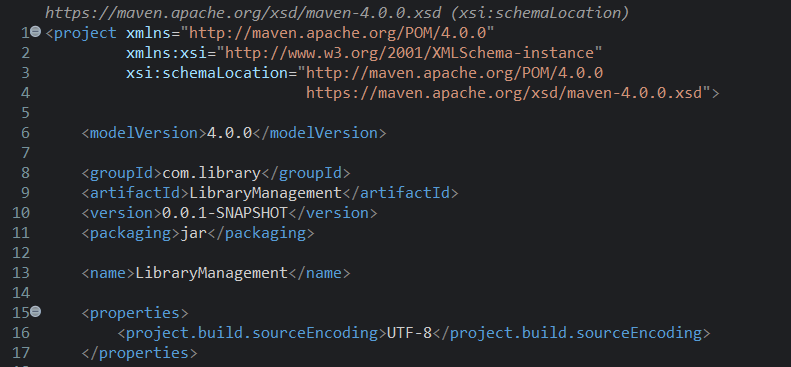 https://maven.apache.org/xsd/maven-4.0.0.xsd (xsi:schemaLocation)
1 <project xmlns="http://maven.apache.org/POM/4.0.0"
2 xmlns:xsi="http://www.w3.org/2001/XMLSchema-instance"
3 xsi:schemaLocation="http://maven.apache.org/POM/4.0.0
4 https://maven.apache.org/xsd/maven-4.0.0.xsd">
5
6 <modelVersion>4.0.0</modelVersion>
7
8 <groupId>com.library</groupId>
9 <artifactId>LibraryManagement</artifactId>
10 <version>0.0.1-SNAPSHOT</version>
11 <packaging>jar</packaging>
12
13 <name>LibraryManagement</name>
14
15 <properties>
16 <project.build.sourceEncoding>UTF-8</project.build.sourceEncoding>
17 </properties>